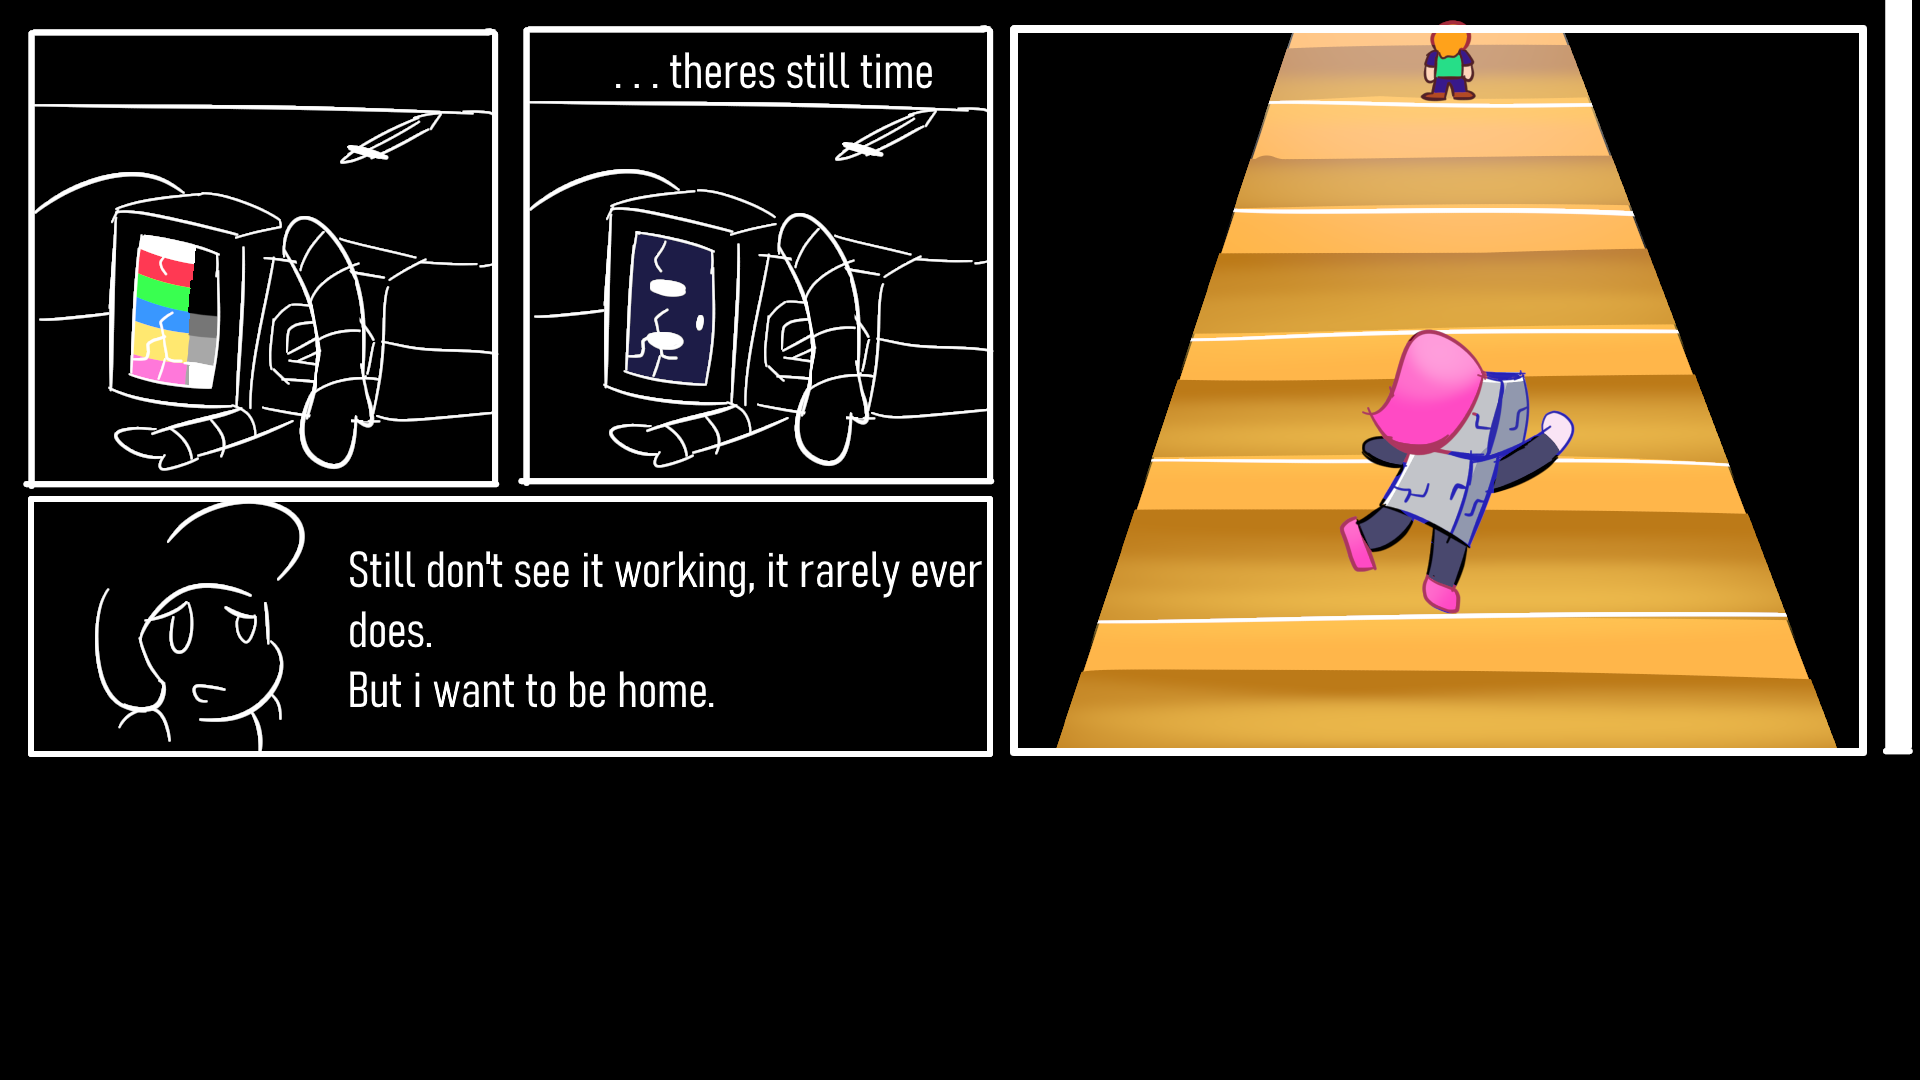 . . . theres still time
Still don't see it working, it rarely ever
does.
But i want to be home.